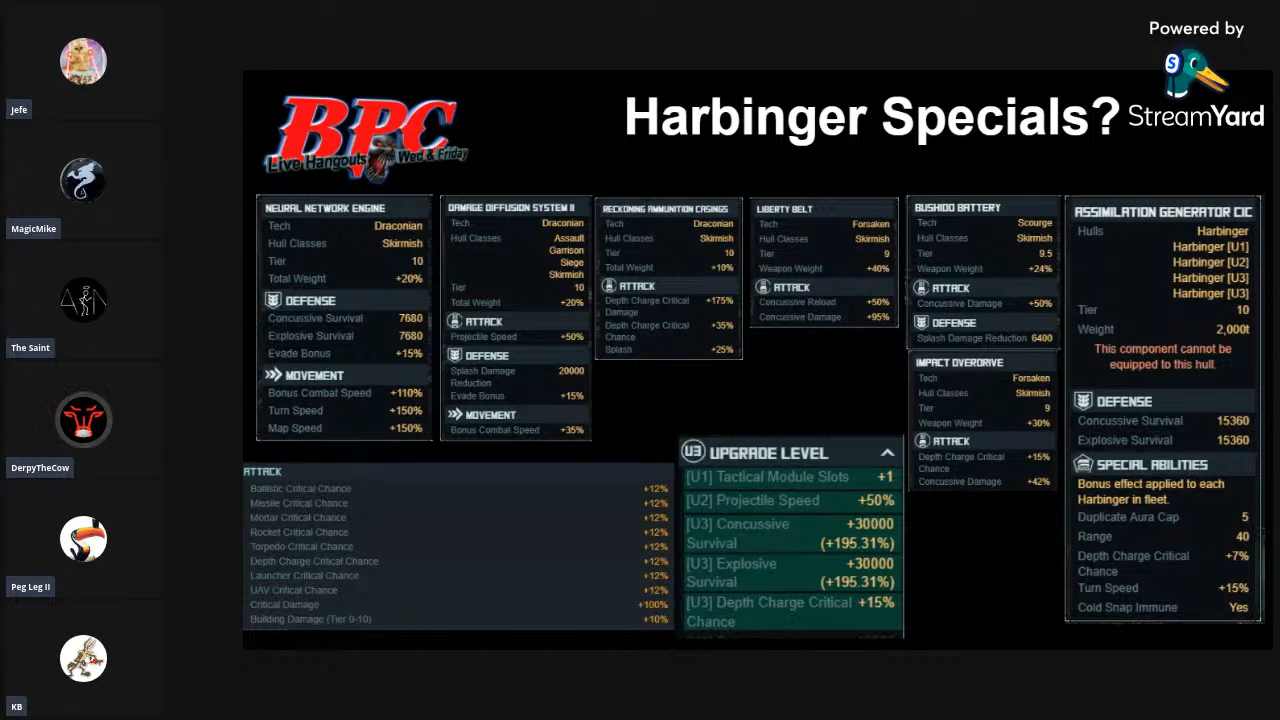 Powered by
StreamYard
Jefe
MagicMike
The Saint
DerpyTheCow
Peg Leg II
KB
BPC
Live Hangouts Wed & Friday
Harbinger Specials?
NEURAL NETWORK ENGINE
Tech Draconian
Hull Classes Skirmish
Tier 10
Total Weight +20%
DEFENSE
Concussive Survival 7680
Explosive Survival 7680
Evade Bonus +15%
MOVEMENT
Bonus Combat Speed +110%
Turn Speed +150%
Map Speed +150%
DAMAGE DIFFUSION SYSTEM II
Tech Draconian
Hull Classes Assault
Garrison
Siege
Skirmish
Tier 10
Total Weight +20%
ATTACK
Projectile Speed +50%
DEFENSE
Splash Damage 20000
Reduction
Evade Bonus +15%
MOVEMENT
Bonus Combat Speed +35%
RECKONING AMMUNITION CASINGS
Tech Draconian
Hull Classes Skirmish
Tier 10
Total Weight +10%
ATTACK
Depth Charge Critical +175%
Damage
Depth Charge Critical +35%
Chance
Splash +25%
LIBERTY BELT
Tech Forsaken
Hull Classes Skirmish
Tier 9
Weapon Weight +40%
ATTACK
Concussive Reload +50%
Concussive Damage +95%
BUSHIDO BATTERY
Tech Scourge
Hull Classes Skirmish
Tier 9.5
Weapon Weight +24%
ATTACK
Concussive Damage +50%
DEFENSE
Splash Damage Reduction 6400
IMPACT OVERDRIVE
Tech Forsaken
Hull Classes Skirmish
Tier 9
Weapon Weight +30%
ATTACK
Depth Charge Critical +15%
Chance
Concussive Damage +42%
ASSIMILATION GENERATOR CIC
Hulls Harbinger
Harbinger [U1]
Harbinger [U2]
Harbinger [U3]
Harbinger [U3]
Tier 10
Weight 2,000t
This component cannot be
equipped to this hull.
DEFENSE
Concussive Survival 15360
Explosive Survival 15360
SPECIAL ABILITIES
Bonus effect applied to each
Harbinger in fleet.
Duplicate Aura Cap 5
Range 40
Depth Charge Critical +7%
Chance
Turn Speed +15%
Cold Snap Immune Yes
ATTACK
Ballistic Critical Chance +12%
Missile Critical Chance +12%
Mortar Critical Chance +12%
Rocket Critical Chance +12%
Torpedo Critical Chance +12%
Depth Charge Critical Chance +12%
Launcher Critical Chance +12%
UAV Critical Chance +12%
Critical Damage +100%
Building Damage (Tier 0-10) +10%
U3 UPGRADE LEVEL
[U1] Tactical Module Slots +1
[U2] Projectile Speed +50%
[U3] Concussive +30000
Survival (+195.31%)
[U3] Explosive +30000
Survival (+195.31%)
[U3] Depth Charge Critical +15%
Chance